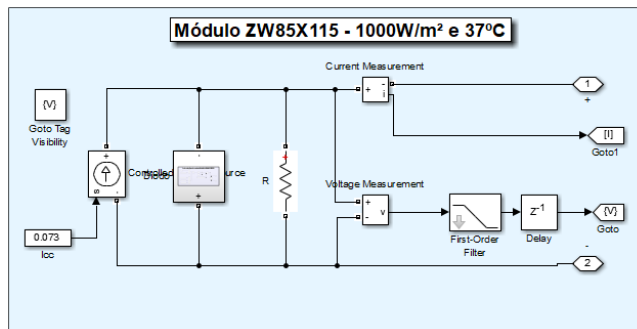 Módulo ZW85X115 - 1000W/m² e 37ºC
Current Measurement
1
+
{V}
Goto Tag
Visibility
[I]
Goto1
R
Voltage Measurement
v
0.073
Icc
First-Order
Filter
Z-1
Delay
{V}
Goto
-
2